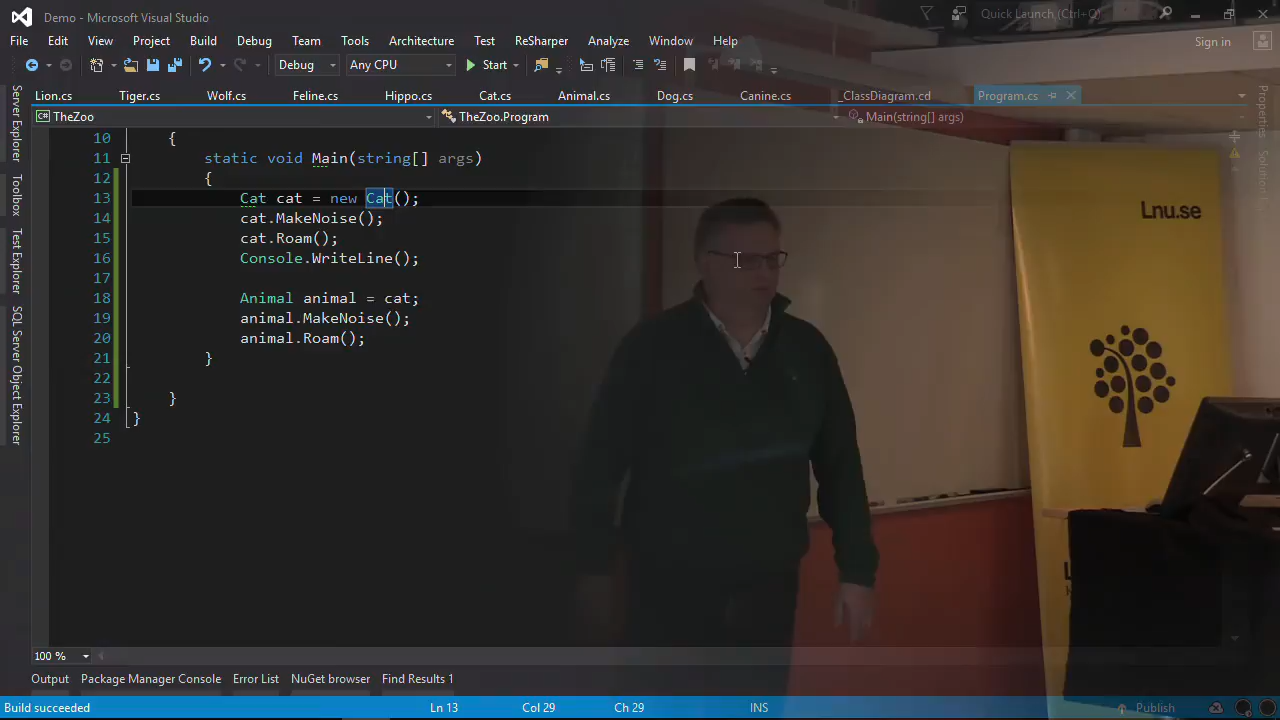 Demo - Microsoft Visual Studio
Quick Launch (Ctrl+Q)
File Edit View Project Build Debug Team Tools Architecture Test ReSharper Analyze Window Help
Sign in
Debug Any CPU Start
Lion.cs Tiger.cs Wolf.cs Feline.cs Hippo.cs Cat.cs Animal.cs Dog.cs Canine.cs _ClassDiagram.cd Program.cs
TheZoo TheZoo.Program Main(string[] args)
Server Explorer
Toolbox
Test Explorer
SQL Server Object Explorer
10 {
11 static void Main(string[] args)
12 {
13 Cat cat = new Cat();
14 cat.MakeNoise();
15 cat.Roam();
16 Console.WriteLine();
17
18 Animal animal = cat;
19 animal.MakeNoise();
20 animal.Roam();
21 }
22
23 }
24 }
25
Lnu.se
Properties
100 %
Output Package Manager Console Error List NuGet browser Find Results 1
Build succeeded Ln 13 Col 29 Ch 29 INS Publish